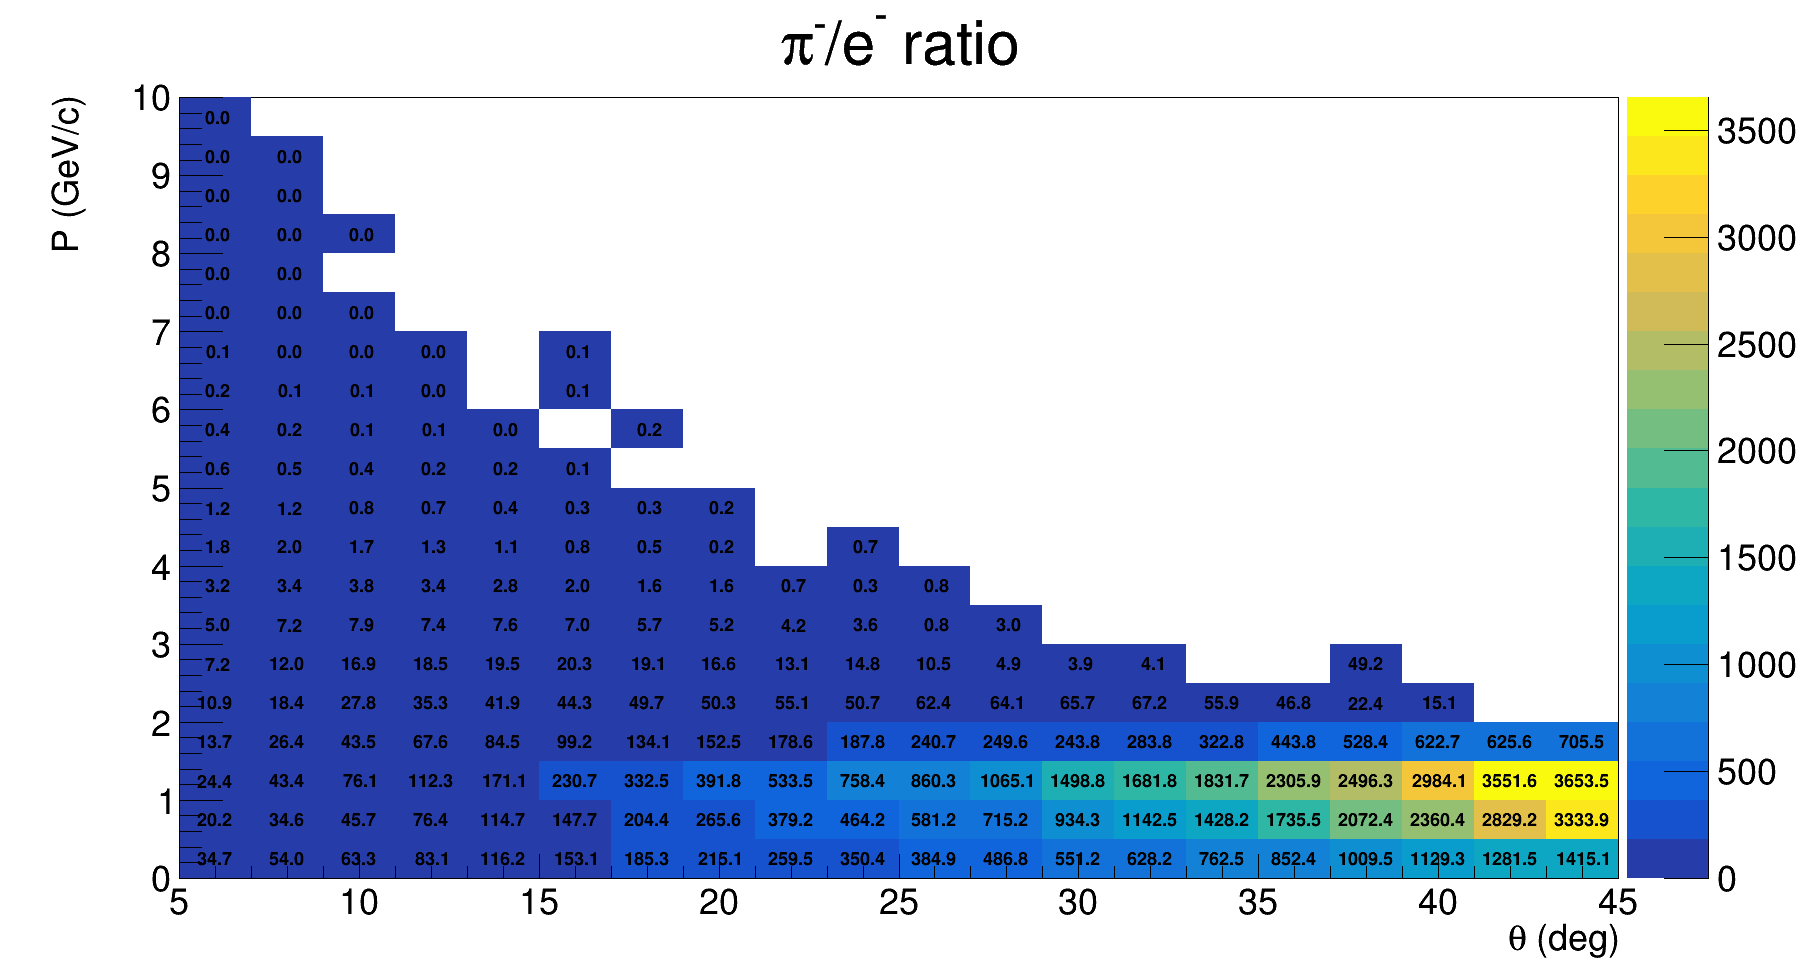 π⁻/e⁻ ratio
P (GeV/c)
10
0.0
0.0 0.0
9
0.0 0.0
0.0 0.0 0.0
8
0.0 0.0
0.0 0.0 0.0
7
0.1 0.0 0.0 0.0 0.1
0.2 0.1 0.1 0.0 0.1
6
0.4 0.2 0.1 0.1 0.0 0.2
0.6 0.5 0.4 0.2 0.2 0.1
5
1.2 1.2 0.8 0.7 0.4 0.3 0.3 0.2
1.8 2.0 1.7 1.3 1.1 0.8 0.5 0.2 0.7
4
3.2 3.4 3.8 3.4 2.8 2.0 1.6 1.6 0.7 0.3 0.8
5.0 7.2 7.9 7.4 7.6 7.0 5.7 5.2 4.2 3.6 0.8 3.0
3
7.2 12.0 16.9 18.5 19.5 20.3 19.1 16.6 13.1 14.8 10.5 4.9 3.9 4.1 49.2
10.9 18.4 27.8 35.3 41.9 44.3 49.7 50.3 55.1 50.7 62.4 64.1 65.7 67.2 55.9 46.8 22.4 15.1
2
13.7 26.4 43.5 67.6 84.5 99.2 134.1 152.5 178.6 187.8 240.7 249.6 243.8 283.8 322.8 443.8 528.4 622.7 625.6 705.5
24.4 43.4 76.1 112.3 171.1 230.7 332.5 391.8 533.5 758.4 860.3 1065.1 1498.8 1681.8 1831.7 2305.9 2496.3 2984.1 3551.6 3653.5
1
20.2 34.6 45.7 76.4 114.7 147.7 204.4 265.6 379.2 464.2 581.2 715.2 934.3 1142.5 1428.2 1735.5 2072.4 2360.4 2829.2 3333.9
34.7 54.0 63.3 83.1 116.2 153.1 185.3 215.1 259.5 350.4 384.9 486.8 551.2 628.2 762.5 852.4 1009.5 1129.3 1281.5 1415.1
0
5 10 15 20 25 30 35 40 45
θ (deg)
3500
3000
2500
2000
1500
1000
500
0